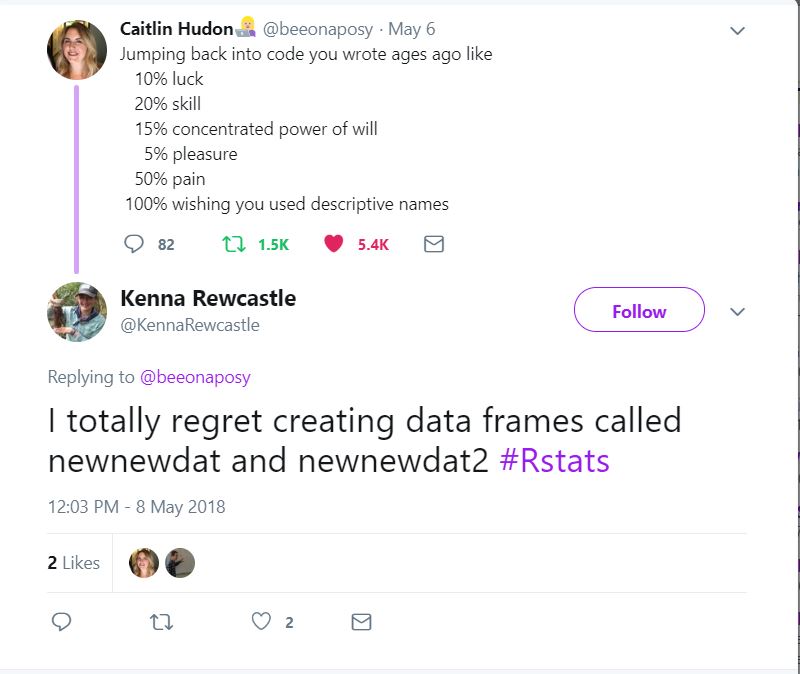 Caitlin Hudon👩🏼‍💻 @beeonaposy · May 6
Jumping back into code you wrote ages ago like
10% luck
20% skill
15% concentrated power of will
5% pleasure
50% pain
100% wishing you used descriptive names
82 1.5K 5.4K
Kenna Rewcastle
@KennaRewcastle
Follow
Replying to @beeonaposy
I totally regret creating data frames called
newnewdat and newnewdat2 #Rstats
12:03 PM - 8 May 2018
2 Likes
2